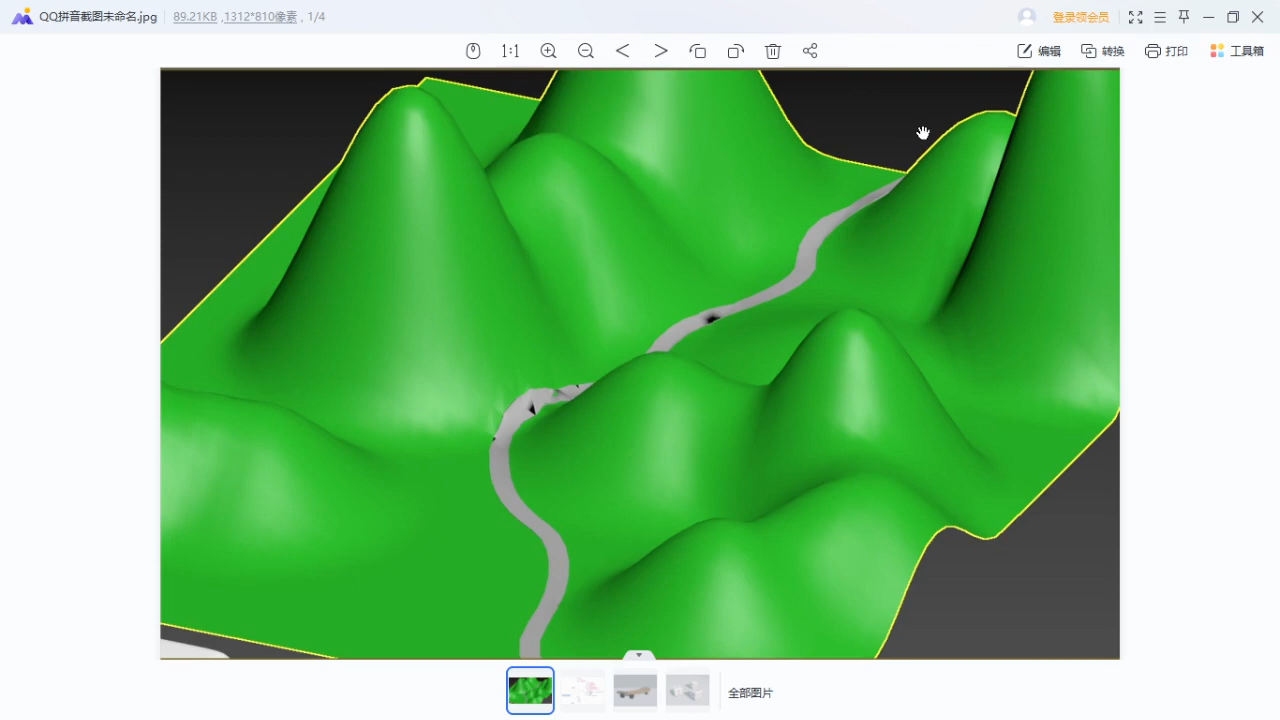 QQ拼音截图未命名.jpg 89.21KB ,1312*810像素 , 1/4 登录领会员
1:1 编辑 转换 打印 工具箱
全部图片